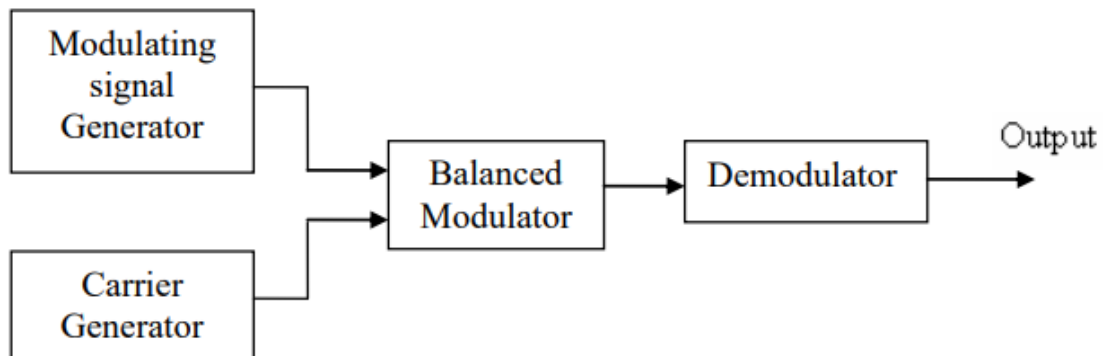 Modulating
signal
Generator
Output
Balanced
Modulator
Demodulator
Carrier
Generator